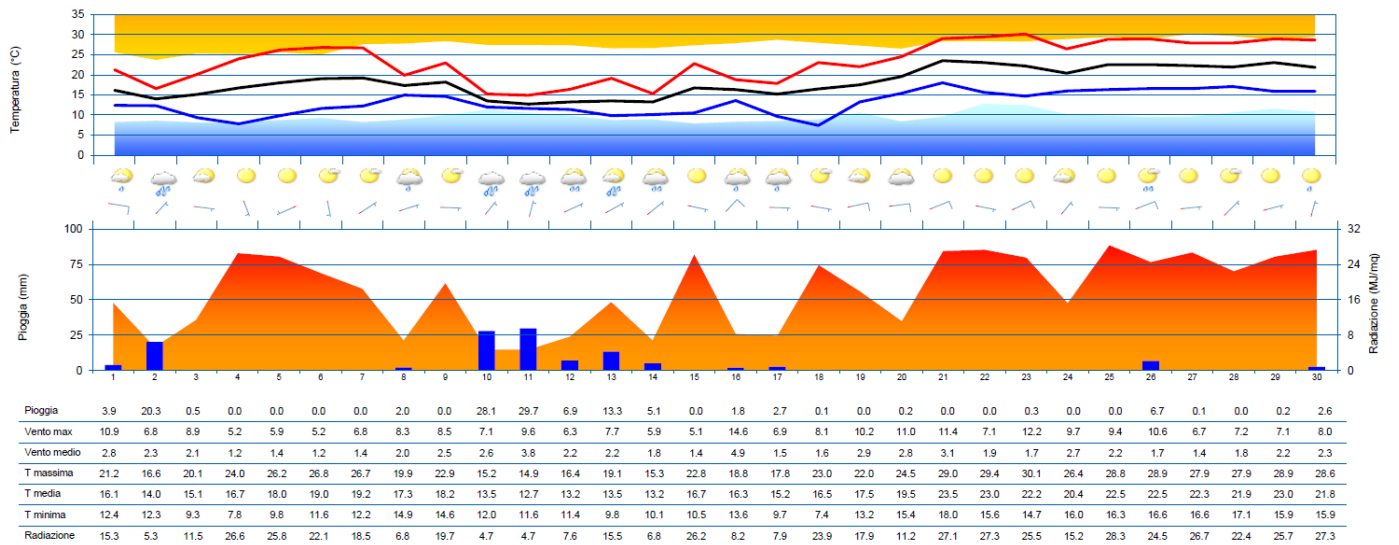 Temperatura (°C)
35
30
25
20
15
10
5
0
Pioggia (mm)
100
75
50
25
0
Radiazione (MJ/mq)
32
24
16
8
0
1 2 3 4 5 6 7 8 9 10 11 12 13 14 15 16 17 18 19 20 21 22 23 24 25 26 27 28 29 30
Pioggia 3.9 20.3 0.5 0.0 0.0 0.0 0.0 2.0 0.0 28.1 29.7 6.9 13.3 5.1 0.0 1.8 2.7 0.1 0.0 0.2 0.0 0.0 0.3 0.0 0.0 6.7 0.1 0.0 0.2 2.6
Vento max 10.9 6.8 8.9 5.2 5.9 5.2 6.8 8.3 8.5 7.1 9.6 6.3 7.7 5.9 5.1 14.6 6.9 8.1 10.2 11.0 11.4 7.1 12.2 9.7 9.4 10.6 6.7 7.2 7.1 8.0
Vento medio 2.8 2.3 2.1 1.2 1.4 1.2 1.4 2.0 2.5 2.6 3.8 2.2 2.2 1.8 1.4 4.9 1.5 1.6 2.9 2.8 3.1 1.9 1.7 2.7 2.2 1.7 1.4 1.8 2.2 2.3
T massima 21.2 16.6 20.1 24.0 26.2 26.8 26.7 19.9 22.9 15.2 14.9 16.4 19.1 15.3 22.8 18.8 17.8 23.0 22.0 24.5 29.0 29.4 30.1 26.4 28.8 28.9 27.9 27.9 28.9 28.6
T media 16.1 14.0 15.1 16.7 18.0 19.0 19.2 17.3 18.2 13.5 12.7 13.2 13.5 13.2 16.7 16.3 15.2 16.5 17.5 19.5 23.5 23.0 22.2 20.4 22.5 22.5 22.3 21.9 23.0 21.8
T minima 12.4 12.3 9.3 7.8 9.8 11.6 12.2 14.9 14.6 12.0 11.6 11.4 9.8 10.1 10.5 13.6 9.7 7.4 13.2 15.4 18.0 15.6 14.7 16.0 16.3 16.6 16.6 17.1 15.9 15.9
Radiazione 15.3 5.3 11.5 26.6 25.8 22.1 18.5 6.8 19.7 4.7 4.7 7.6 15.5 6.8 26.2 8.2 7.9 23.9 17.9 11.2 27.1 27.3 25.5 15.2 28.3 24.5 26.7 22.4 25.7 27.3